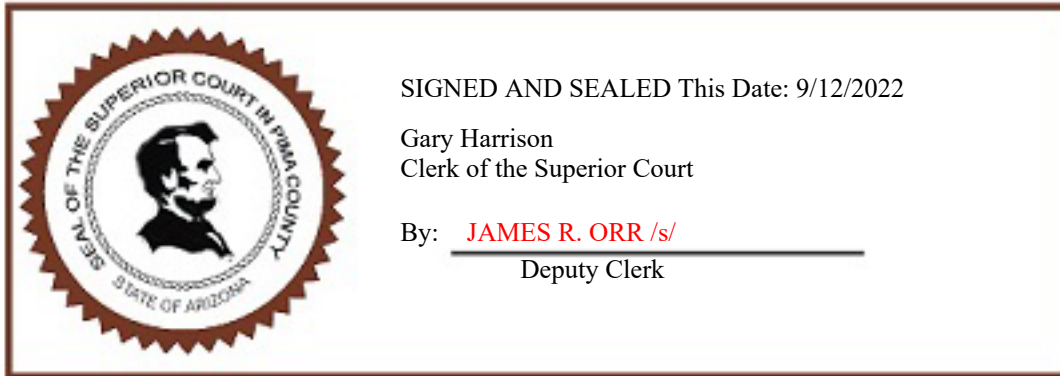 SEAL OF THE SUPERIOR COURT IN PIMA COUNTY
STATE OF ARIZONA
SIGNED AND SEALED This Date: 9/12/2022
Gary Harrison
Clerk of the Superior Court
By: JAMES R. ORR /s/
Deputy Clerk